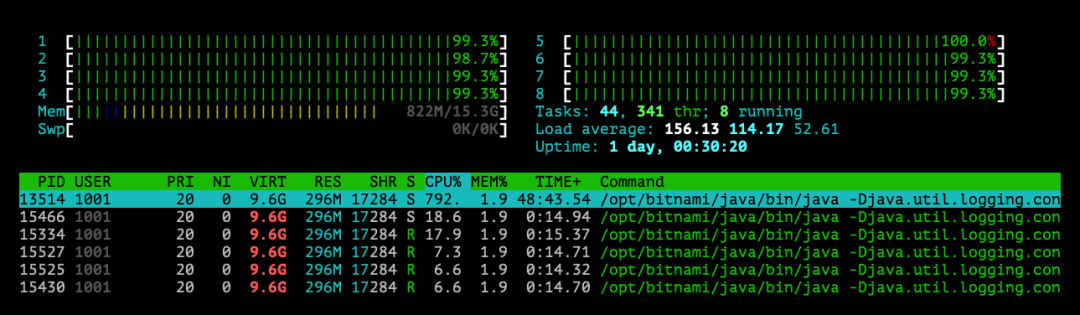 1 [||||||||||||||||||||||||||||||||||||||||99.3%] 5 [||||||||||||||||||||||||||||||||||||||||100.0%]
2 [||||||||||||||||||||||||||||||||||||||||98.7%] 6 [||||||||||||||||||||||||||||||||||||||||99.3%]
3 [||||||||||||||||||||||||||||||||||||||||99.3%] 7 [||||||||||||||||||||||||||||||||||||||||99.3%]
4 [||||||||||||||||||||||||||||||||||||||||99.3%] 8 [||||||||||||||||||||||||||||||||||||||||99.3%]
Mem[||||||||||||||||||||||||||||||||| 822M/15.3G] Tasks: 44, 341 thr; 8 running
Swp[ 0K/0K] Load average: 156.13 114.17 52.61
Uptime: 1 day, 00:30:20
PID USER PRI NI VIRT RES SHR S CPU% MEM% TIME+ Command
13514 1001 20 0 9.6G 296M 17284 S 792. 1.9 48:43.54 /opt/bitnami/java/bin/java -Djava.util.logging.con
15466 1001 20 0 9.6G 296M 17284 S 18.6 1.9 0:14.94 /opt/bitnami/java/bin/java -Djava.util.logging.con
15334 1001 20 0 9.6G 296M 17284 R 17.9 1.9 0:15.37 /opt/bitnami/java/bin/java -Djava.util.logging.con
15527 1001 20 0 9.6G 296M 17284 R 7.3 1.9 0:14.71 /opt/bitnami/java/bin/java -Djava.util.logging.con
15525 1001 20 0 9.6G 296M 17284 R 6.6 1.9 0:14.32 /opt/bitnami/java/bin/java -Djava.util.logging.con
15430 1001 20 0 9.6G 296M 17284 R 6.6 1.9 0:14.70 /opt/bitnami/java/bin/java -Djava.util.logging.con